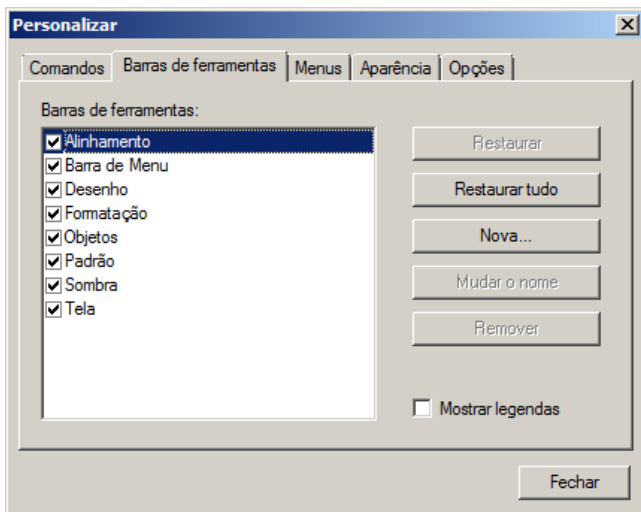 Personalizar
Comandos Barras de ferramentas Menus Aparência Opções
Barras de ferramentas:
Alinhamento
Barra de Menu
Desenho
Formatação
Objetos
Padrão
Sombra
Tela
Restaurar
Restaurar tudo
Nova...
Mudar o nome
Remover
Mostrar legendas
Fechar